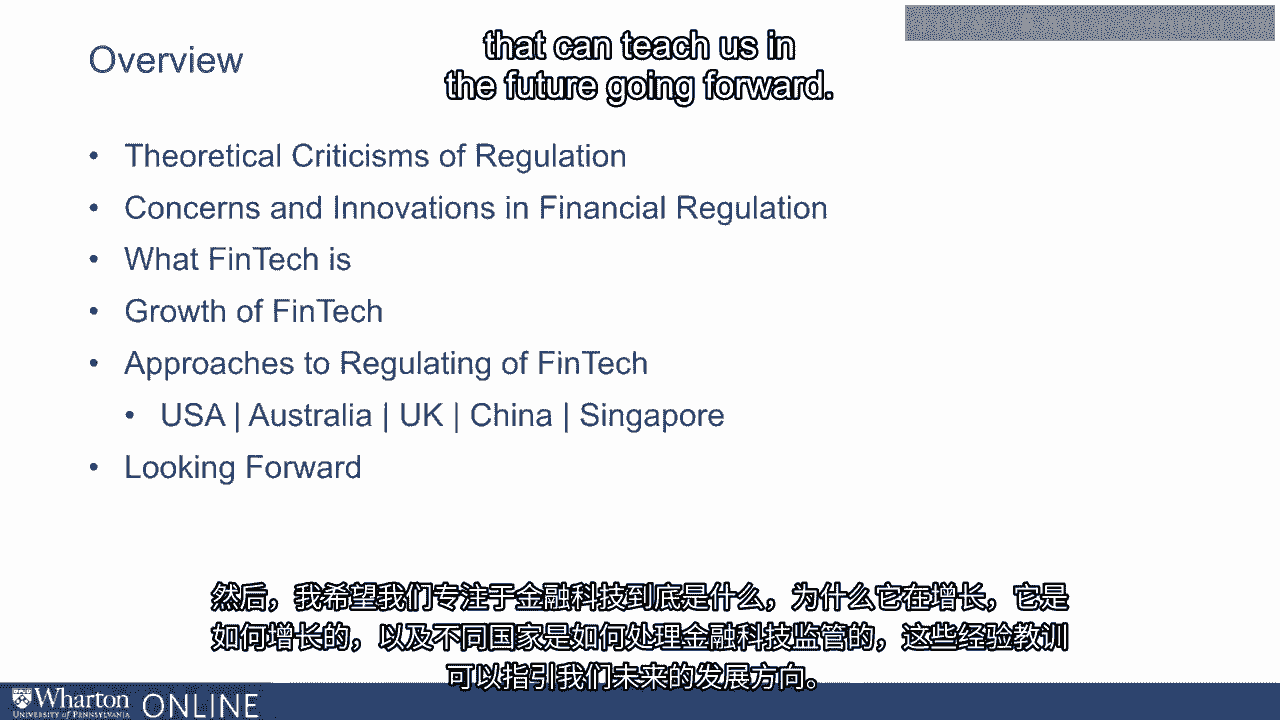 Overview
that can teach us in
the future going forward.
• Theoretical Criticisms of Regulation
• Concerns and Innovations in Financial Regulation
• What FinTech is
• Growth of FinTech
• Approaches to Regulating of FinTech
• USA | Australia | UK | China | Singapore
• Looking Forward
然后，我希望我们专注于金融科技到底是什么，为什么它在增长，它是
如何增长的，以及不同国家是如何处理金融科技监管的，这些经验教训
可以指引我们未来的发展方向。
Wharton ONLINE
UNIVERSITY of PENNSYLVANIA